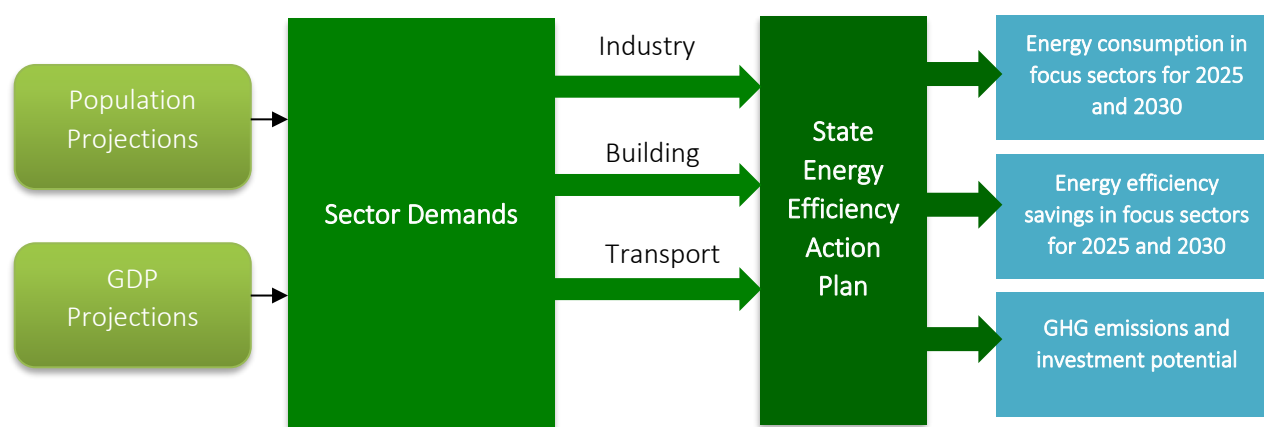 Population
Projections
GDP
Projections
Sector Demands
Industry
Building
Transport
State
Energy
Efficiency
Action
Plan
Energy consumption in
focus sectors for 2025
and 2030
Energy efficiency
savings in focus sectors
for 2025 and 2030
GHG emissions and
investment potential